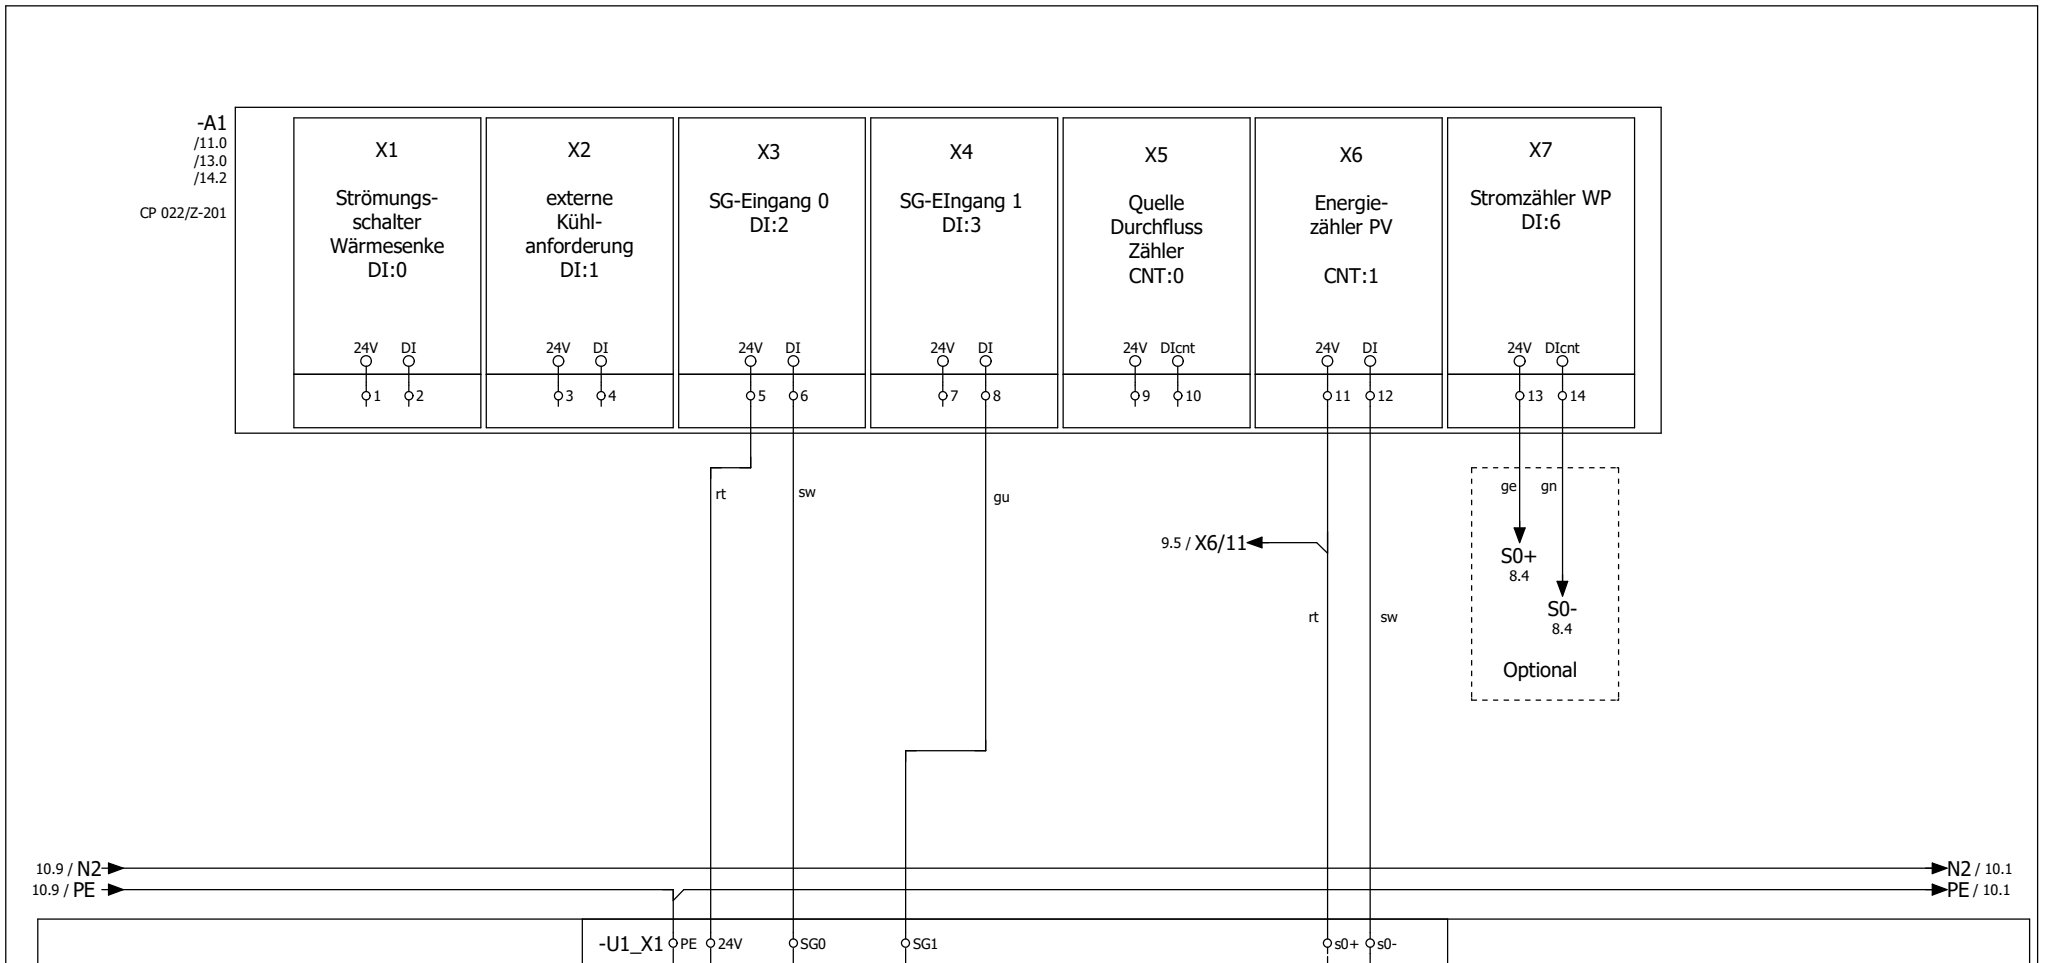 -A1
/11.0
/13.0
/14.2
CP 022/Z-201
X1
Strömungs-
schalter
Wärmesenke
DI:0
24V DI
1 2
X2
externe
Kühl-
anforderung
DI:1
24V DI
3 4
X3
SG-Eingang 0
DI:2
24V DI
5 6
X4
SG-EIngang 1
DI:3
24V DI
7 8
X5
Quelle
Durchfluss
Zähler
CNT:0
24V DIcnt
9 10
X6
Energie-
zähler PV
CNT:1
24V DI
11 12
X7
Stromzähler WP
DI:6
24V DIcnt
13 14
rt sw gu
ge gn
9.5 / X6/11
S0+
8.4
S0-
8.4
rt sw
Optional
10.9 / N2 N2 / 10.1
10.9 / PE PE / 10.1
-U1_X1 PE 24V SG0 SG1 s0+ s0-